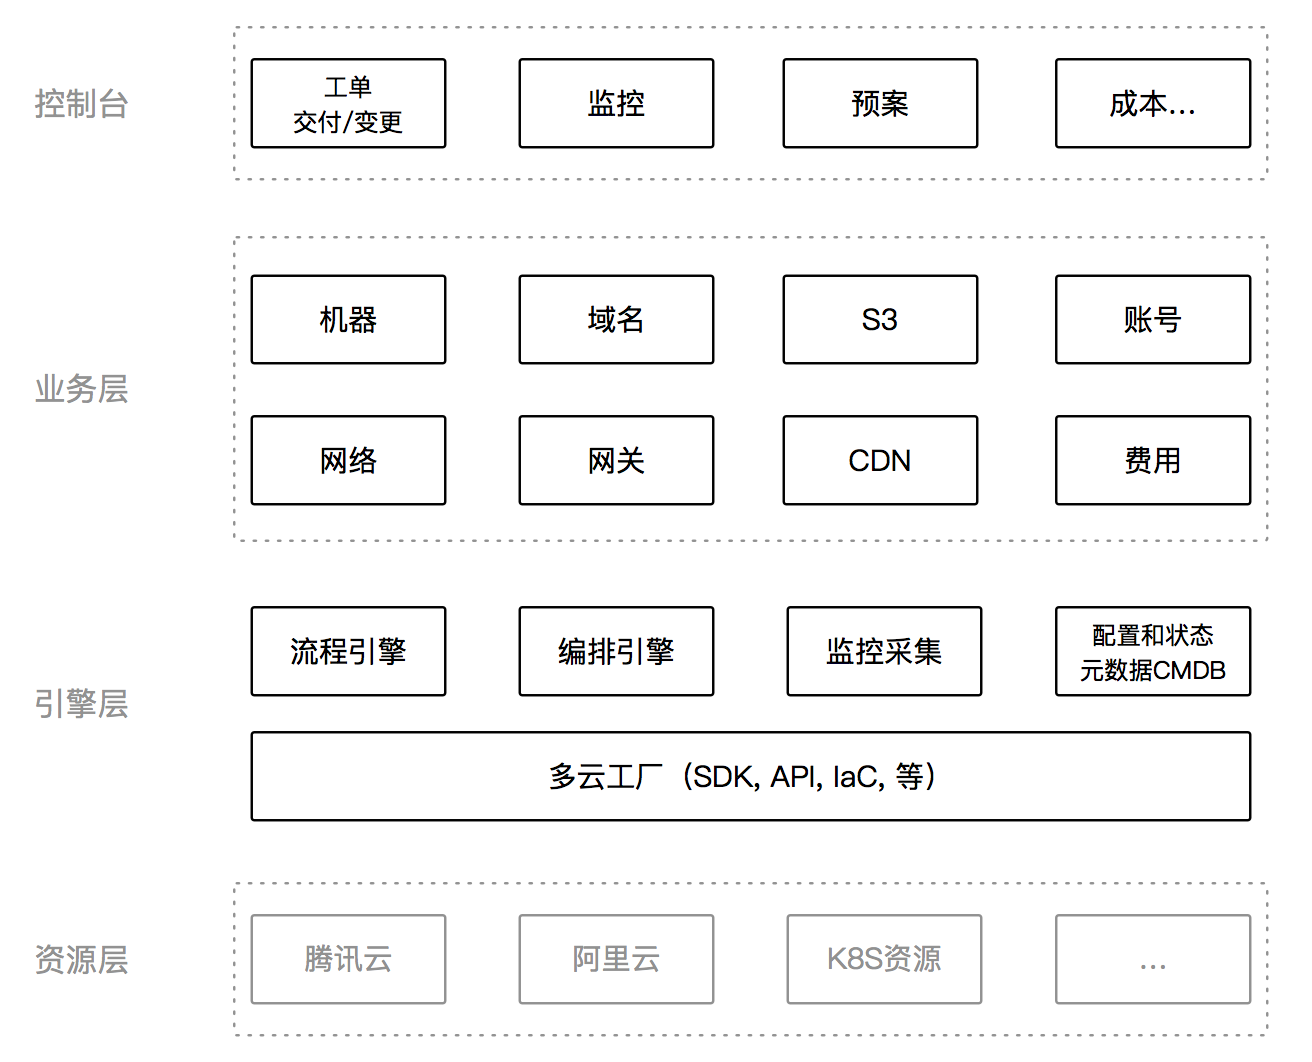 控制台
工单
交付/变更
监控
预案
成本...
业务层
机器
域名
S3
账号
网络
网关
CDN
费用
引擎层
流程引擎
编排引擎
监控采集
配置和状态
元数据CMDB
多云工厂（SDK, API, IaC, 等）
资源层
腾讯云
阿里云
K8S资源
...